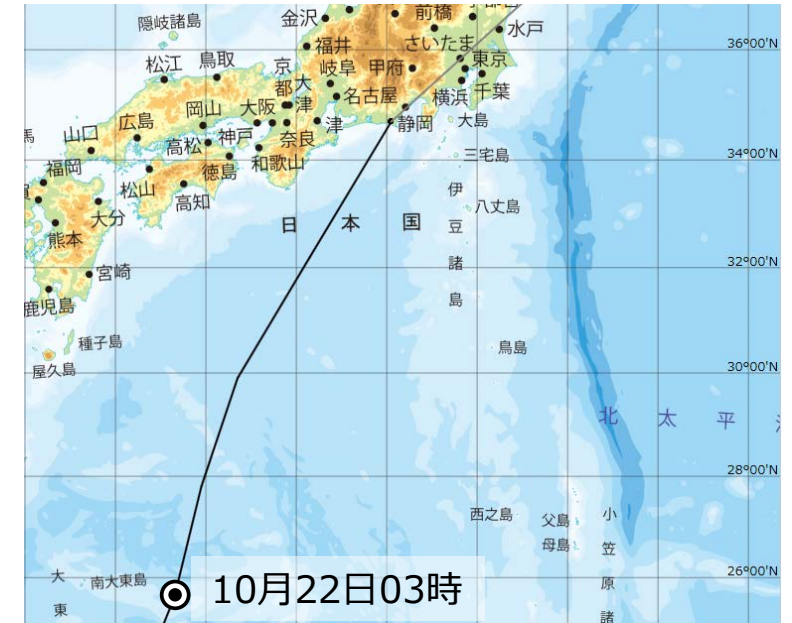 隠岐諸島
金沢
前橋
水戸
福井
さいたま
36°00'N
松江
鳥取
京都
岐阜
甲府
東京
大津
名古屋
横浜
千葉
岡山
大阪
広島
山口
神戸
奈良
津
静岡
大島
高松
和歌山
三宅島
34°00'N
福岡
徳島
松山
高知
伊豆諸島
八丈島
大分
日本国
熊本
宮崎
32°00'N
鹿児島
種子島
鳥島
屋久島
30°00'N
北太平
28°00'N
西之島
父島
小笠原諸
母島
大東
南大東島
26°00'N
10月22日03時